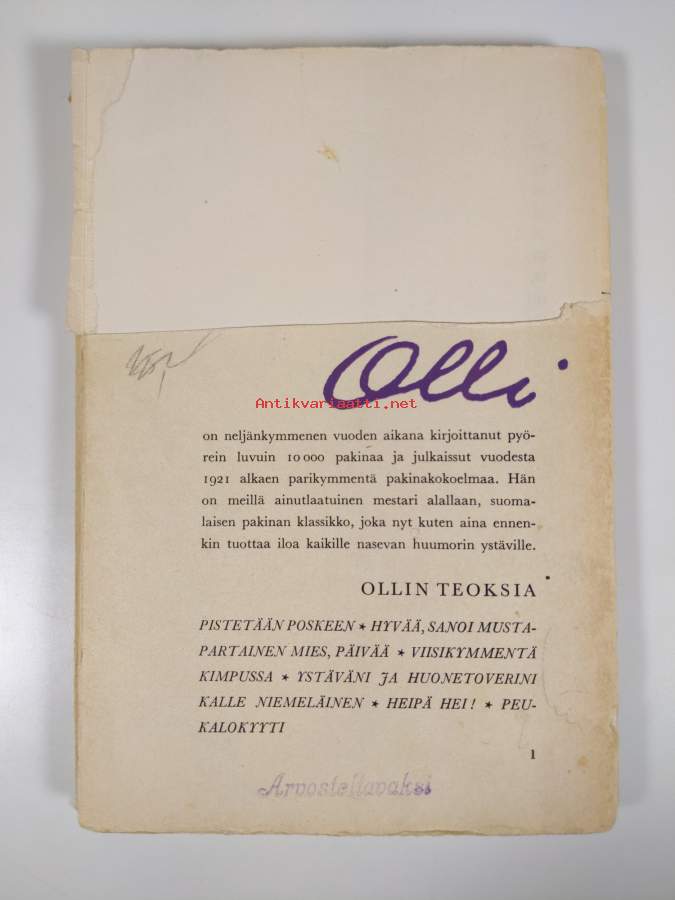 Olli
Antikvariaatti.net
on neljänkymmenen vuoden aikana kirjoittanut pyö-
rein luvuin 10 000 pakinaa ja julkaissut vuodesta
1921 alkaen parikymmentä pakinakokoelmaa. Hän
on meillä ainutlaatuinen mestari alallaan, suoma-
laisen pakinan klassikko, joka nyt kuten aina ennen-
kin tuottaa iloa kaikille nasevan huumorin ystäville.
OLLIN TEOKSIA
PISTETÄÄN POSKEEN ★ HYVÄÄ, SANOI MUSTA-
PARTAINEN MIES, PÄIVÄÄ ★ VIISIKYMMENTÄ
KIMPUSSA ★ YSTÄVÄNI JA HUONETOVERINI
KALLE NIEMELÄINEN ★ HEIPÄ HEI! ★ PEU-
KALOKYYTI
1
Arvosteltavaksi